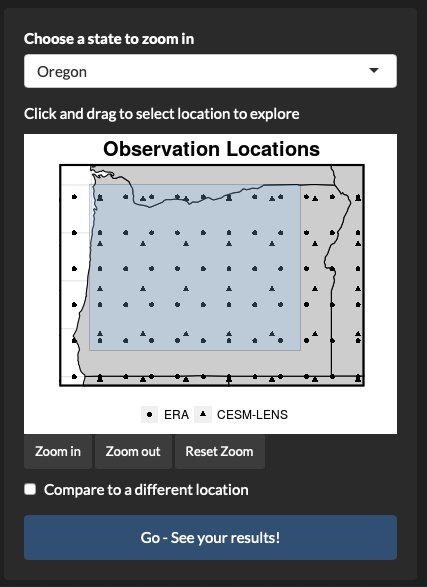 Choose a state to zoom in
Oregon
Click and drag to select location to explore
Observation Locations
ERA CESM-LENS
Zoom in Zoom out Reset Zoom
Compare to a different location
Go - See your results!